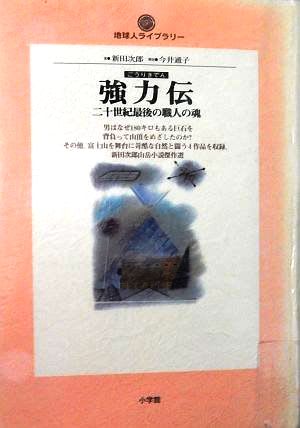 地球人ライブラリー
新田次郎 今井通子
ごうりきでん
強力伝
二十世紀最後の職人の魂
男はなぜ180キロもある巨石を
背負って山頂をめざしたのか?
その他、富士山を舞台に苛酷な自然と闘う4作品を収録。
新田次郎山岳小説傑作選
小学館